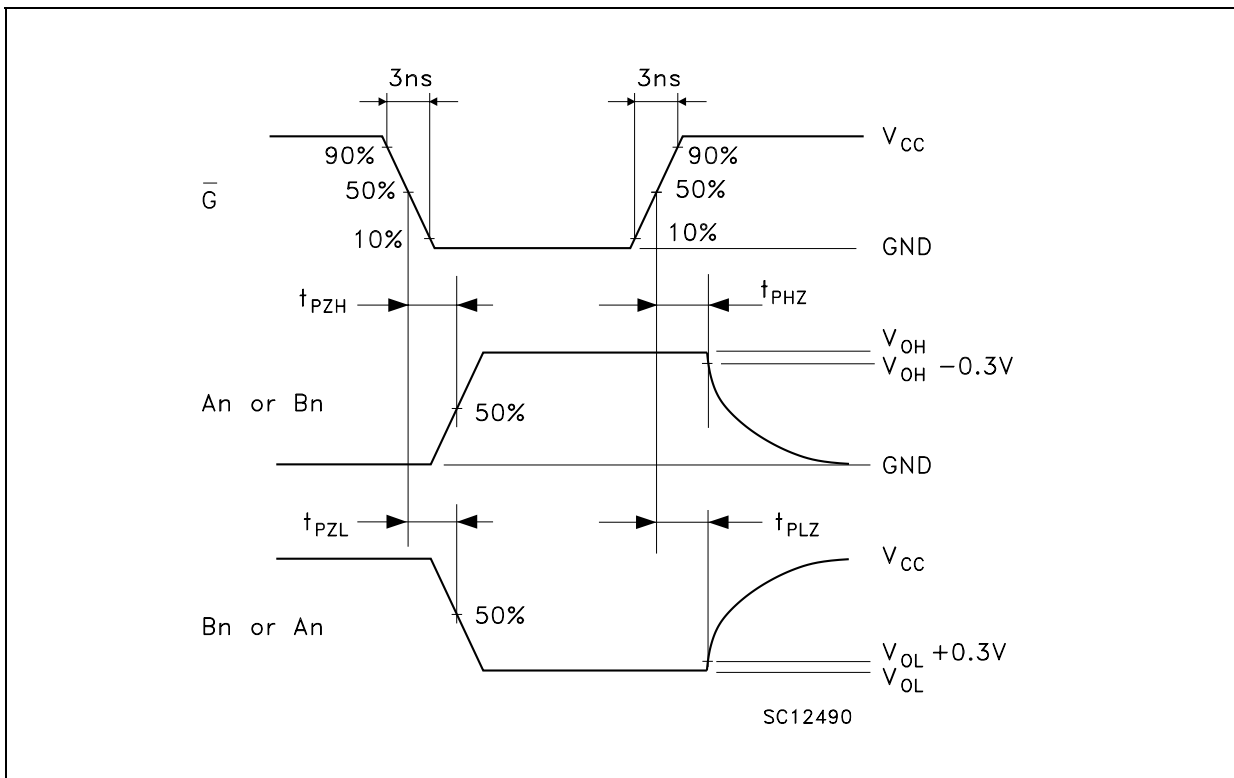 3ns 3ns
V_CC
90% 90%
G̅ 50% 50%
10% 10%
GND
t_PZH t_PHZ
V_OH
V_OH −0.3V
An or Bn 50%
GND
t_PZL t_PLZ
V_CC
50%
Bn or An
V_OL +0.3V
V_OL
SC12490